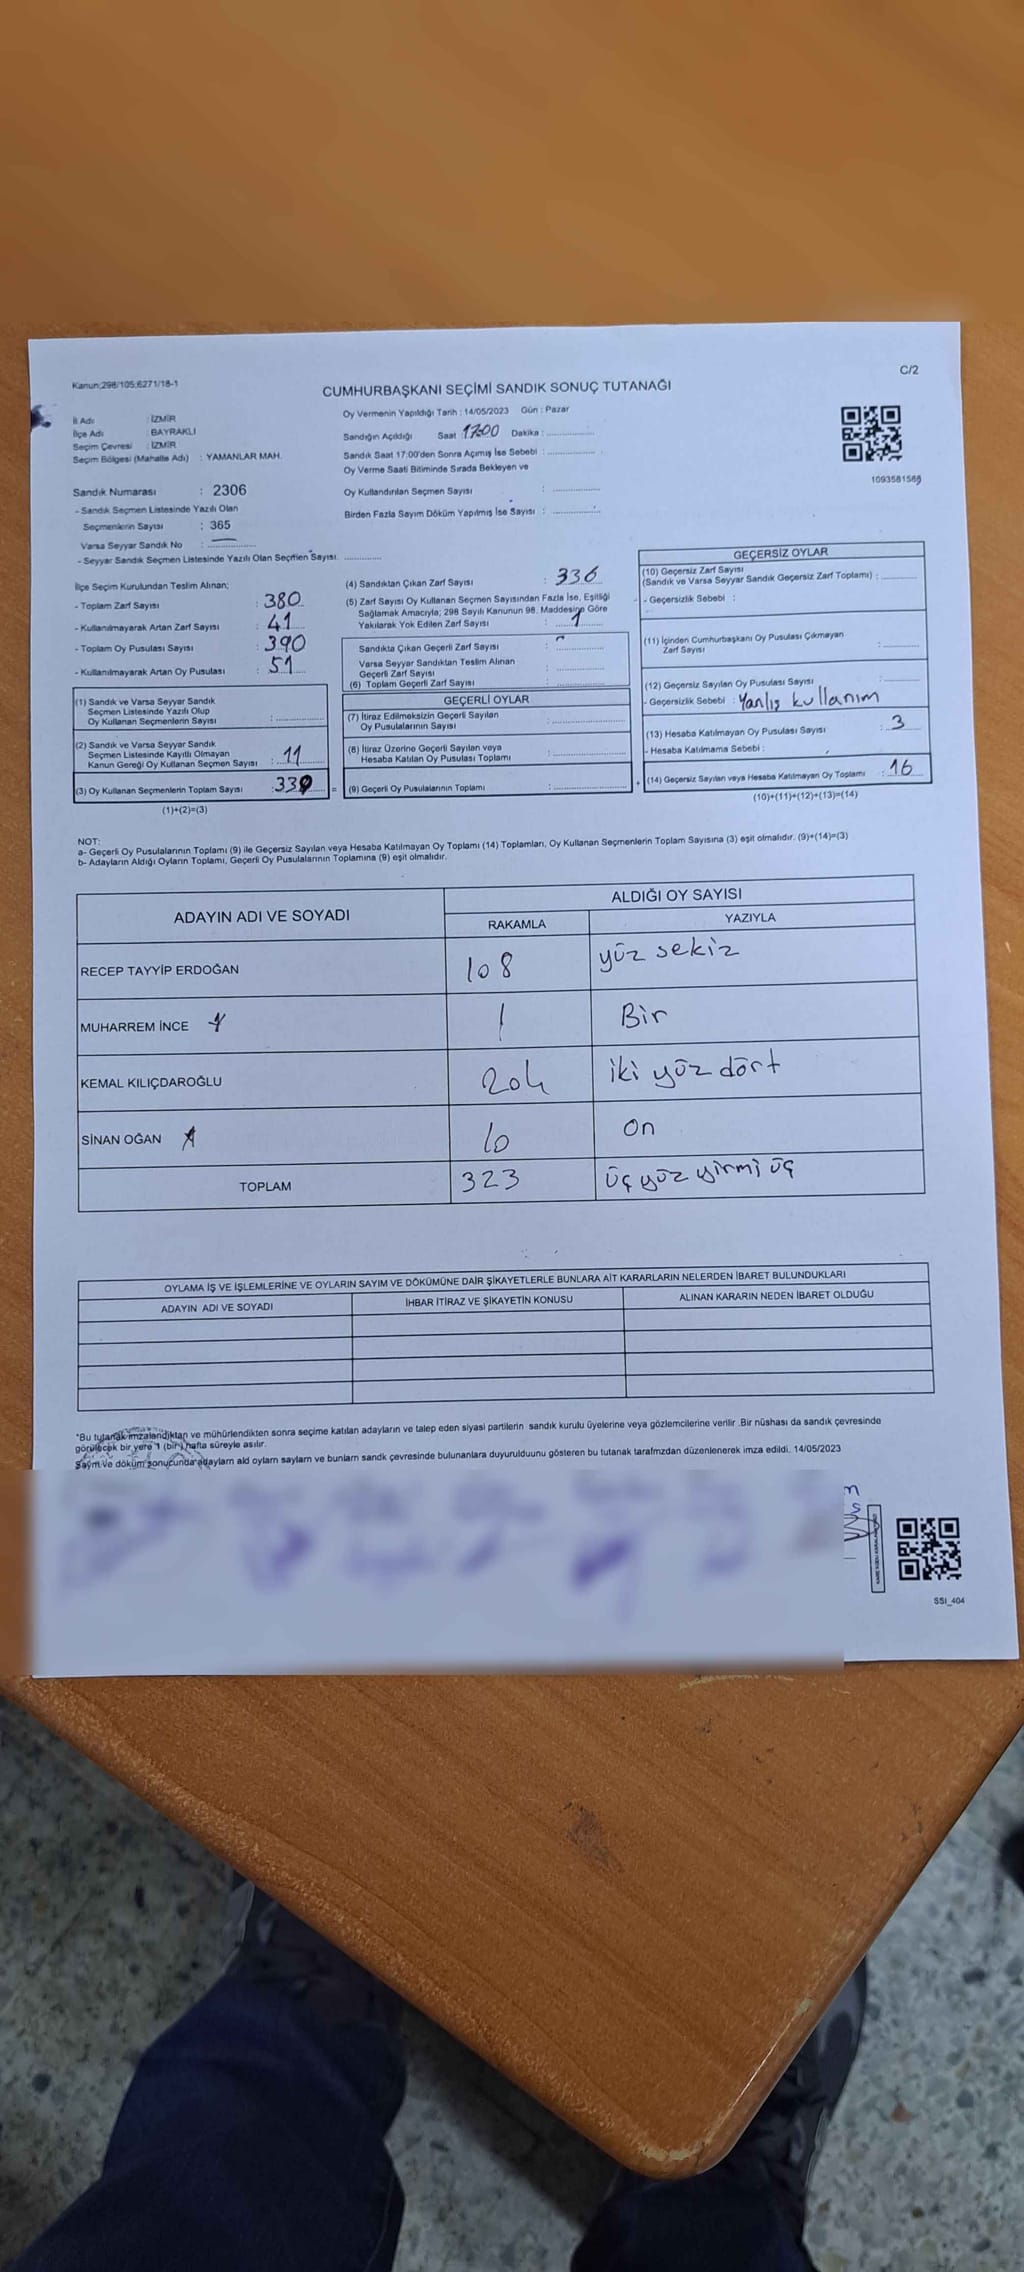 Kanun;298/105;6271/18-1
C/2
CUMHURBAŞKANI SEÇİMİ SANDIK SONUÇ TUTANAĞI
İl Adı : İZMİR
İlçe Adı : BAYRAKLI
Seçim Çevresi : İZMİR
Seçim Bölgesi (Mahalle Adı) : YAMANLAR MAH.
Oy Vermenin Yapıldığı Tarih : 14/05/2023 Gün : Pazar
Sandığın Açıldığı Saat 17:00 Dakika :
Sandık Saat 17:00'den Sonra Açımış İse Sebebi :
Oy Verme Saati Bitiminde Sırada Bekleyen ve
Oy Kullandırılan Seçmen Sayısı :
Birden Fazla Sayım Döküm Yapılmış İse Sayısı :
1093581565
Sandık Numarası : 2306
- Sandık Seçmen Listesinde Yazılı Olan
Seçmenlerin Sayısı : 365
Varsa Seyyar Sandık No :
- Seyyar Sandık Seçmen Listesinde Yazılı Olan Seçmen Sayısı
İlçe Seçim Kurulundan Teslim Alınan;
- Toplam Zarf Sayısı : 380
- Kullanılmayarak Artan Zarf Sayısı : 41
- Toplam Oy Pusulası Sayısı : 390
- Kullanılmayarak Artan Oy Pusulası : 51
(1) Sandık ve Varsa Seyyar Sandık
Seçmen Listesinde Yazılı Olup
Oy Kullanan Seçmenlerin Sayısı :
(2) Sandık ve Varsa Seyyar Sandık
Seçmen Listesinde Kayıtlı Olmayan
Kanun Gereği Oy Kullanan Seçmen Sayısı : 11
(3) Oy Kullanan Seçmenlerin Toplam Sayısı : 339
(1)+(2)=(3)
(4) Sandıktan Çıkan Zarf Sayısı : 336
(5) Zarf Sayısı Oy Kullanan Seçmen Sayısından Fazla İse, Eşitliği
Sağlamak Amacıyla; 298 Sayılı Kanunun 98. Maddesine Göre
Yakılarak Yok Edilen Zarf Sayısı : 1
Sandıkta Çıkan Geçerli Zarf Sayısı :
Varsa Seyyar Sandıktan Teslim Alınan
Geçerli Zarf Sayısı :
(6) Toplam Geçerli Zarf Sayısı :
GEÇERLİ OYLAR
(7) İtiraz Edilmeksizin Geçerli Sayılan
Oy Pusulalarının Sayısı :
(8) İtiraz Üzerine Geçerli Sayılan veya
Hesaba Katılan Oy Pusulası Toplamı :
= (9) Geçerli Oy Pusulalarının Toplamı :
GEÇERSİZ OYLAR
(10) Geçersiz Zarf Sayısı
(Sandık ve Varsa Seyyar Sandık Geçersiz Zarf Toplamı) :
- Geçersizlik Sebebi :
(11) İçinden Cumhurbaşkanı Oy Pusulası Çıkmayan
Zarf Sayısı :
(12) Geçersiz Sayılan Oy Pusulası Sayısı :
- Geçersizlik Sebebi : Yanlış kullanım
(13) Hesaba Katılmayan Oy Pusulası Sayısı : 3
- Hesaba Katılmama Sebebi :
+ (14) Geçersiz Sayılan veya Hesaba Katılmayan Oy Toplamı : 16
(10)+(11)+(12)+(13)=(14)
NOT:
a- Geçerli Oy Pusulalarının Toplamı (9) ile Geçersiz Sayılan veya Hesaba Katılmayan Oy Toplamı (14) Toplamları, Oy Kullanan Seçmenlerin Toplam Sayısına (3) eşit olmalıdır. (9)+(14)=(3)
b- Adayların Aldığı Oyların Toplamı, Geçerli Oy Pusulalarının Toplamına (9) eşit olmalıdır.
ADAYIN ADI VE SOYADI
ALDIĞI OY SAYISI
RAKAMLA YAZIYLA
RECEP TAYYİP ERDOĞAN 108 yüz sekiz
MUHARREM İNCE 1 Bir
KEMAL KILIÇDAROĞLU 204 iki yüz dört
SİNAN OĞAN 10 On
TOPLAM 323 üç yüz yirmi üç
OYLAMA İŞ VE İŞLEMLERİNE VE OYLARIN SAYIM VE DÖKÜMÜNE DAİR ŞİKAYETLERLE BUNLARA AİT KARARLARIN NELERDEN İBARET BULUNDUKLARI
ADAYIN ADI VE SOYADI İHBAR İTİRAZ VE ŞİKAYETİN KONUSU ALINAN KARARIN NEDEN İBARET OLDUĞU
*Bu tutanak imzalandıktan ve mühürlendikten sonra seçime katılan adayların ve talep eden siyasi partilerin sandık kurulu üyelerine veya gözlemcilerine verilir .Bir nüshası da sandık çevresinde
görülecek bir yere 1 (bir) hafta süreyle asılır.
Saym ve döküm sonucunda adaylarn ald oylarn saylarn ve bunlarn sandk çevresinde bulunanlara duyurulduunu gösteren bu tutanak tarafmzdan düzenlenerek imza edildi. 14/05/2023
SSI_404